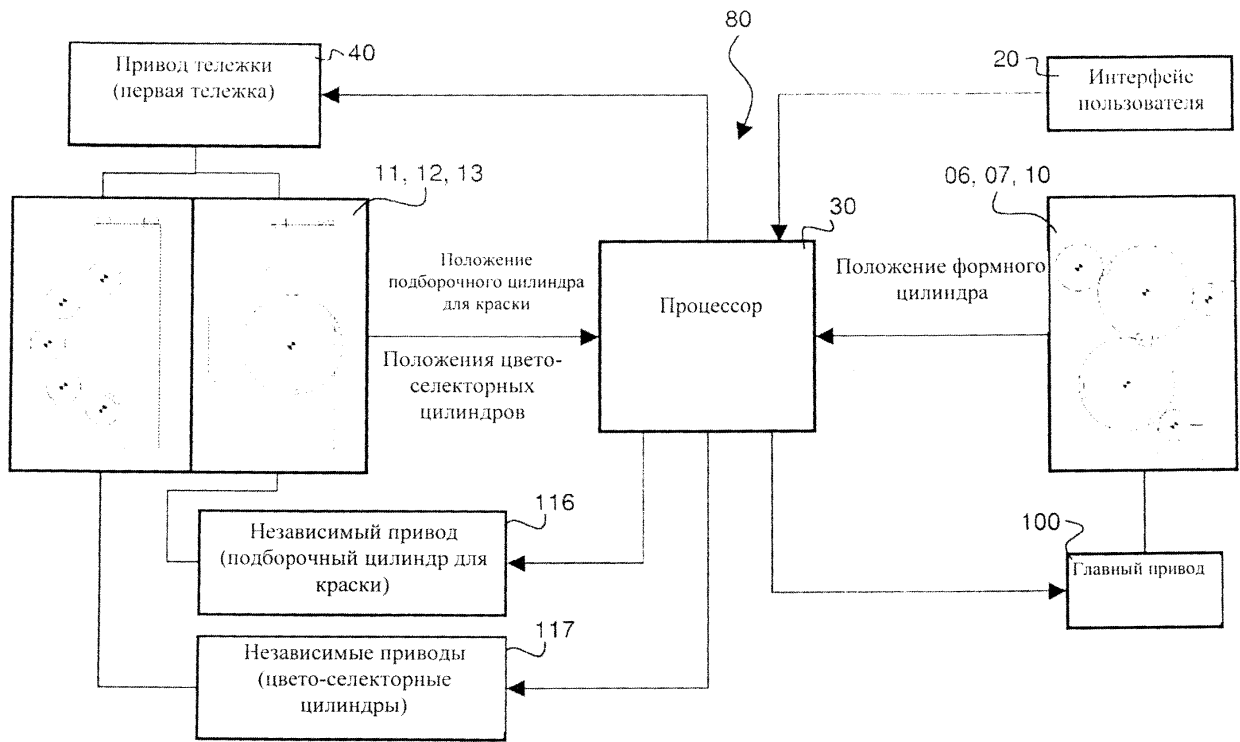 80
40
Привод тележки
(первая тележка)
20
Интерфейс
пользователя
11, 12, 13
06, 07, 10
30
Положение
подборочного цилиндра
для краски
Процессор
Положение формного
цилиндра
Положения цвето-
селекторных
цилиндров
116
Независимый привод
(подборочный цилиндр для
краски)
100
Главный привод
117
Независимые приводы
(цвето-селекторные
цилиндры)